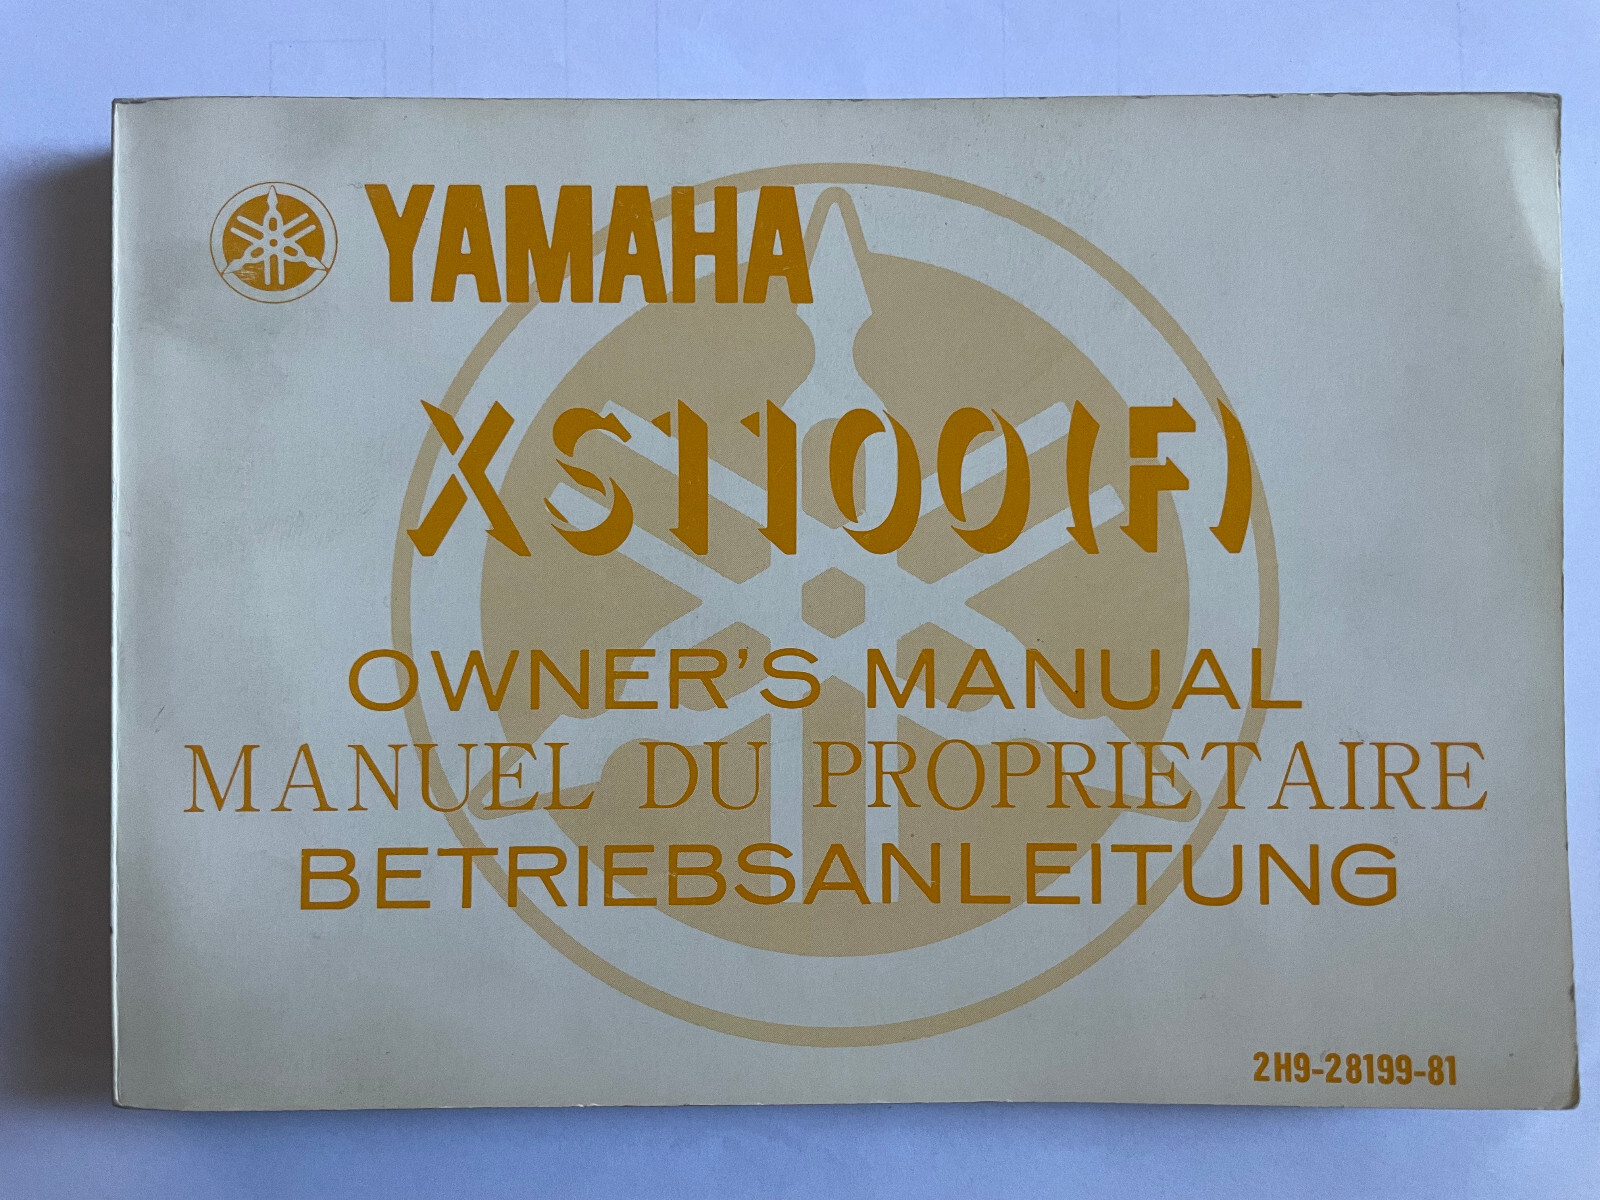 YAMAHA
XS1100(F)
OWNER'S MANUAL
MANUEL DU PROPRIETAIRE
BETRIEBSANLEITUNG
2H9-28199-81